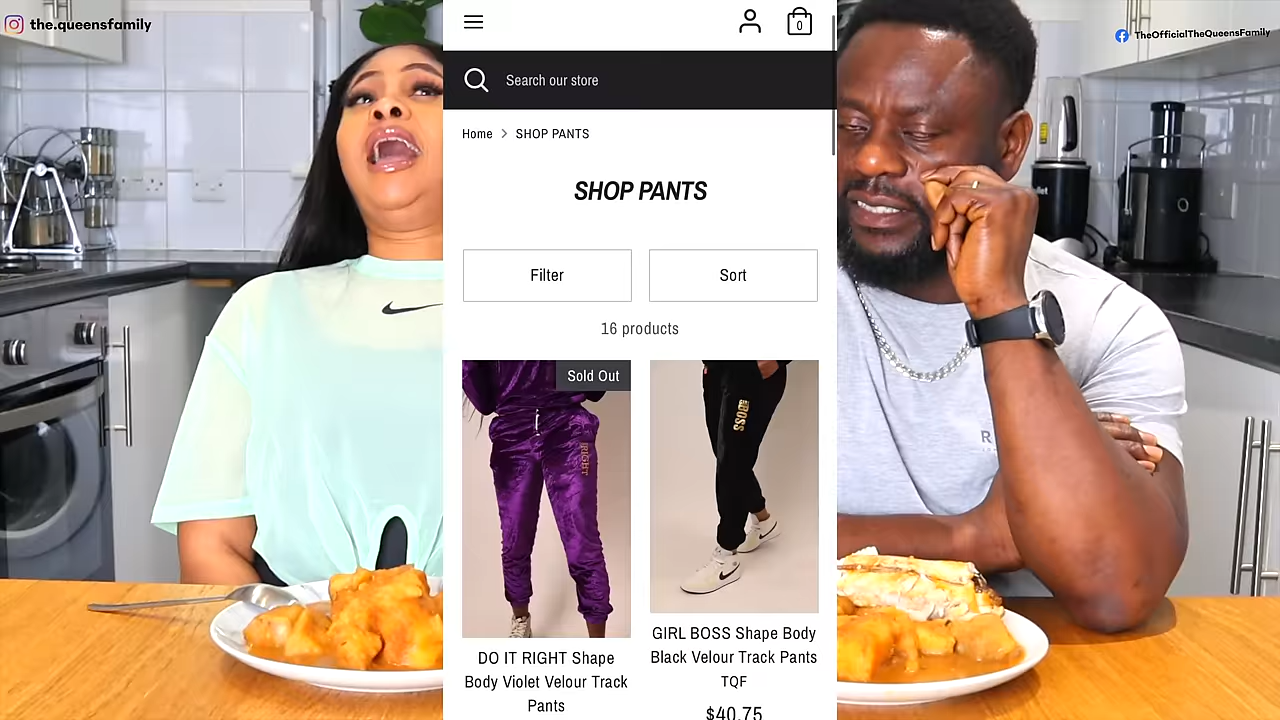 the.queensfamily
TheOfficialTheQueensFamily
0
Search our store
Home > SHOP PANTS
SHOP PANTS
Filter
Sort
16 products
Sold Out
BOSS
RIGHT
DO IT RIGHT Shape
Body Violet Velour Track
Pants
GIRL BOSS Shape Body
Black Velour Track Pants
TQF
$40.75
R